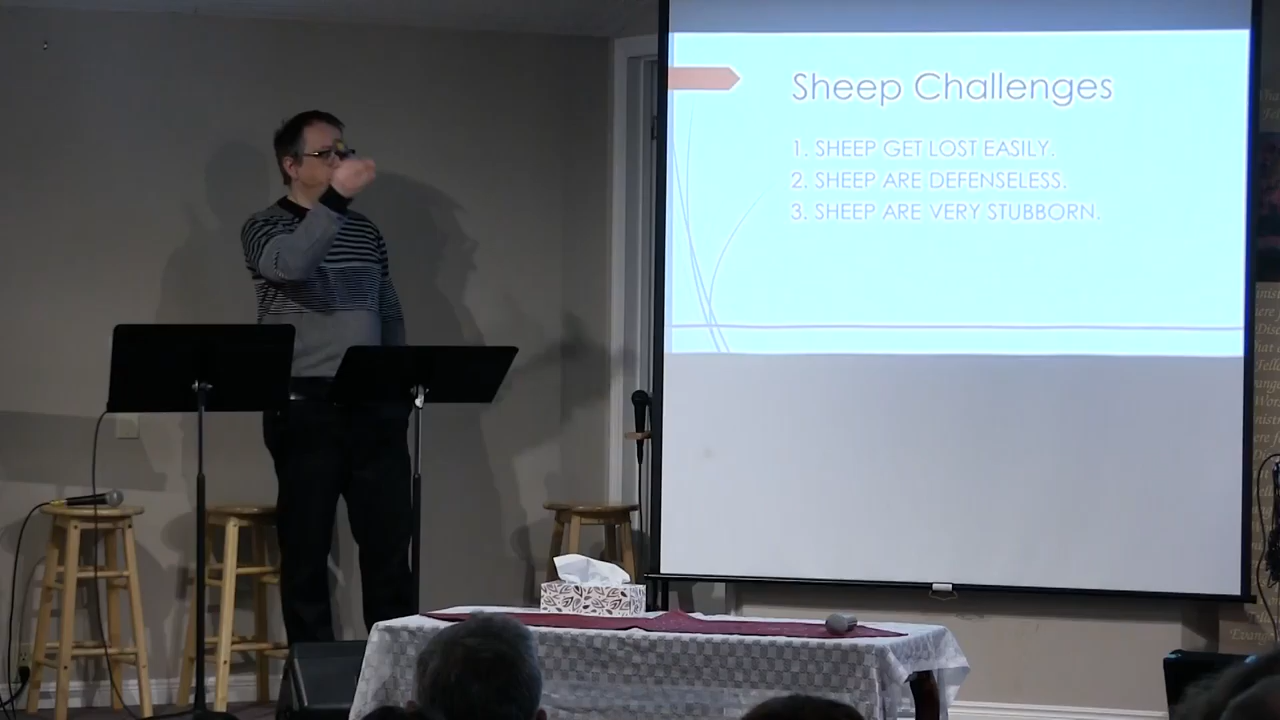 Sheep Challenges
1. SHEEP GET LOST EASILY.
2. SHEEP ARE DEFENSELESS.
3. SHEEP ARE VERY STUBBORN.